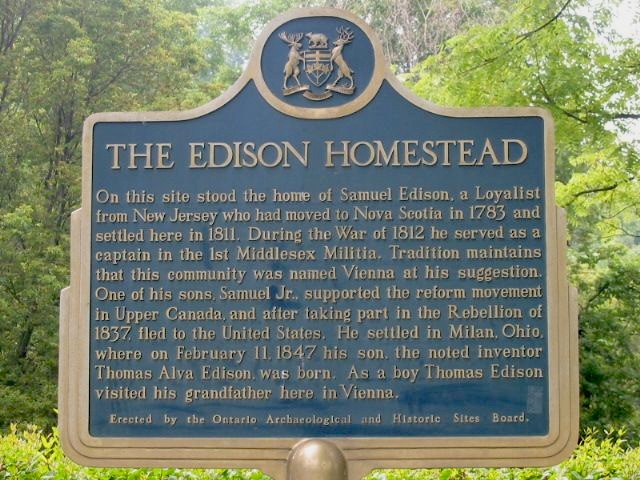 THE EDISON HOMESTEAD
On this site stood the home of Samuel Edison, a Loyalist
from New Jersey who had moved to Nova Scotia in 1783 and
settled here in 1811. During the War of 1812 he served as a
captain in the 1st Middlesex Militia. Tradition maintains
that this community was named Vienna at his suggestion.
One of his sons, Samuel Jr., supported the reform movement
in Upper Canada, and after taking part in the Rebellion of
1837, fled to the United States. He settled in Milan, Ohio,
where on February 11, 1847 his son, the noted inventor
Thomas Alva Edison, was born. As a boy Thomas Edison
visited his grandfather here in Vienna.
Erected by the Ontario Archaeological and Historic Sites Board.